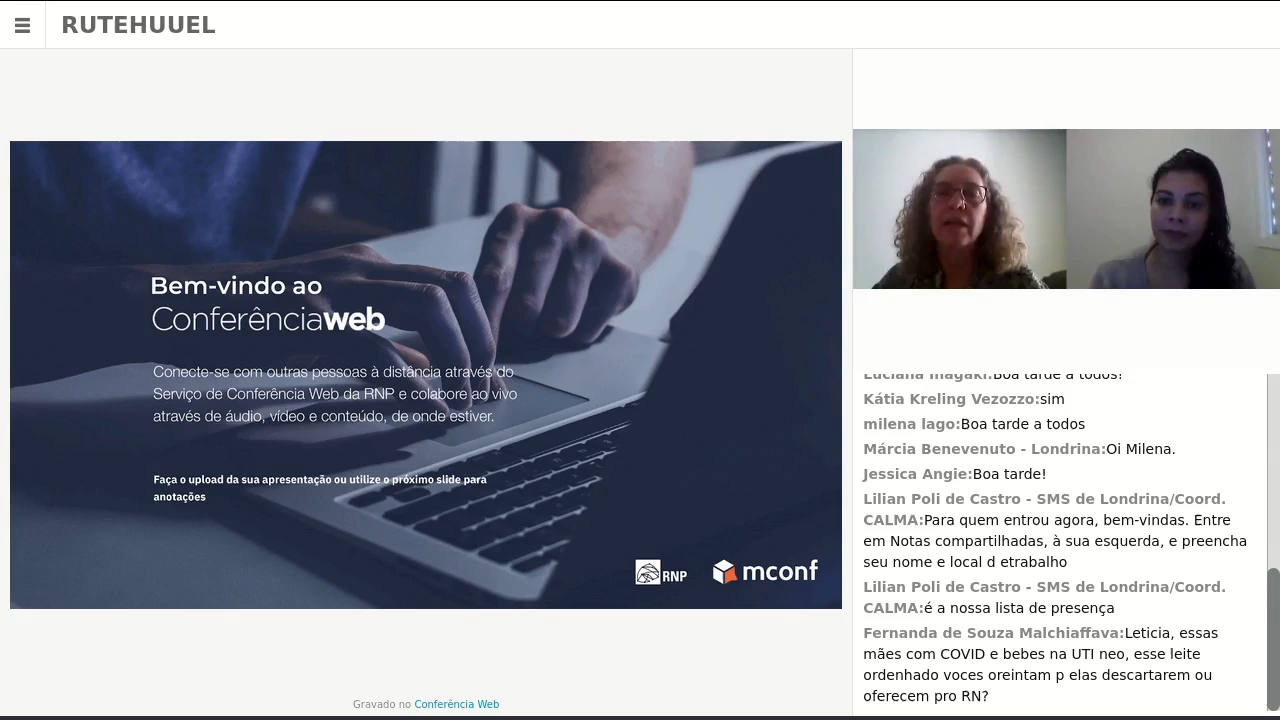 RUTEHUUEL
Bem-vindo ao
Conferênciaweb
Conecte-se com outras pessoas à distância através do
Serviço de Conferência Web da RNP e colabore ao vivo
através de áudio, vídeo e conteúdo, de onde estiver.
Faça o upload da sua apresentação ou utilize o próximo slide para
anotações
RNP
mconf
Gravado no Conferência Web
Luciana magaki:Boa tarde a todos!
Kátia Kreling Vezozzo:sim
milena lago:Boa tarde a todos
Márcia Benevenuto - Londrina:Oi Milena.
Jessica Angie:Boa tarde!
Lilian Poli de Castro - SMS de Londrina/Coord.
CALMA:Para quem entrou agora, bem-vindas. Entre
em Notas compartilhadas, à sua esquerda, e preencha
seu nome e local d etrabalho
Lilian Poli de Castro - SMS de Londrina/Coord.
CALMA:é a nossa lista de presença
Fernanda de Souza Malchiaffava:Leticia, essas
mães com COVID e bebes na UTI neo, esse leite
ordenhado voces oreintam p elas descartarem ou
oferecem pro RN?